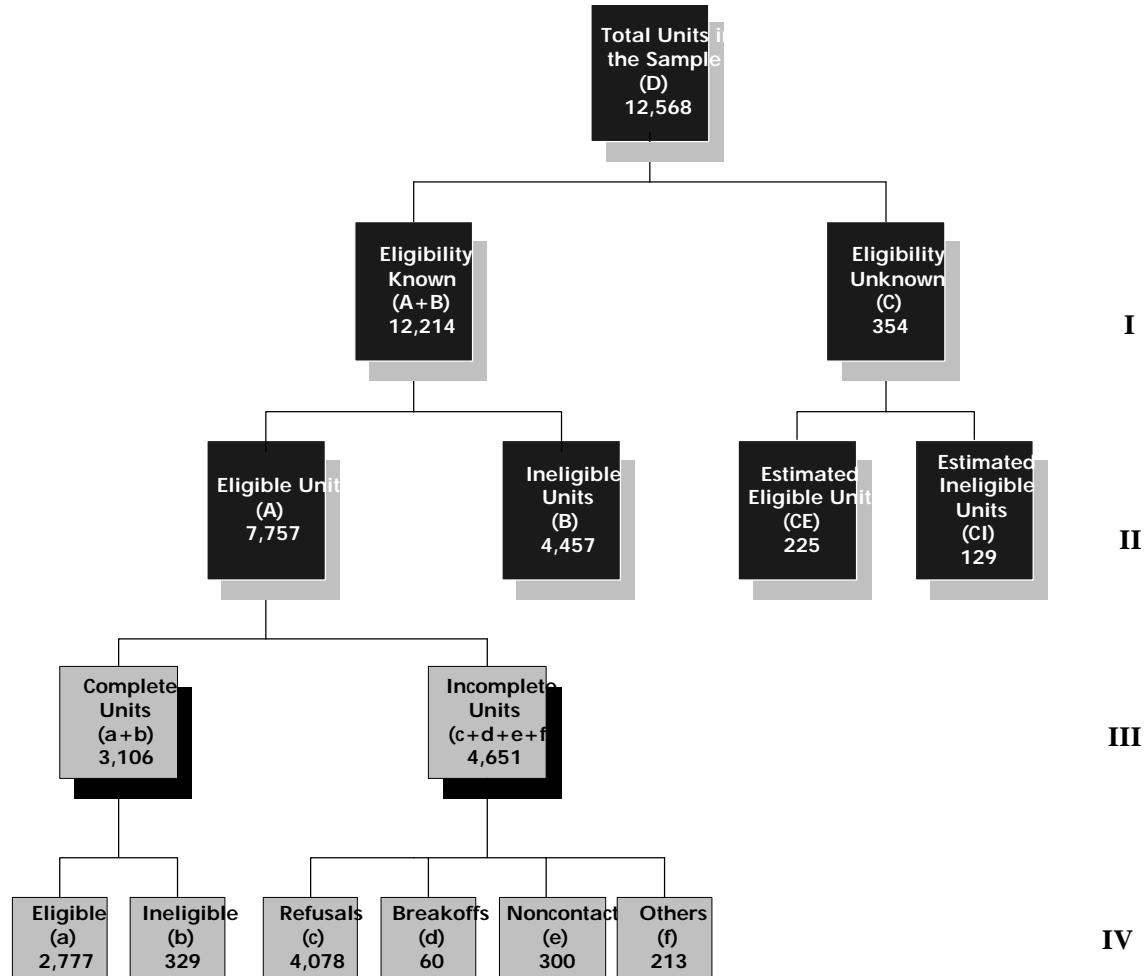 Total Units i
the Sample
(D)
12,568
Eligibility
Known
(A+B)
12,214
Eligibility
Unknown
(C)
354
I
Eligible Unit
(A)
7,757
Ineligible
Units
(B)
4,457
Estimated
Eligible Unit
(CE)
225
Estimated
Ineligible
Units
(CI)
129
II
Complete
Units
(a+b)
3,106
Incomplete
Units
(c+d+e+f
4,651
III
Eligible
(a)
2,777
Ineligible
(b)
329
Refusals
(c)
4,078
Breakoffs
(d)
60
Noncontact
(e)
300
Others
(f)
213
IV